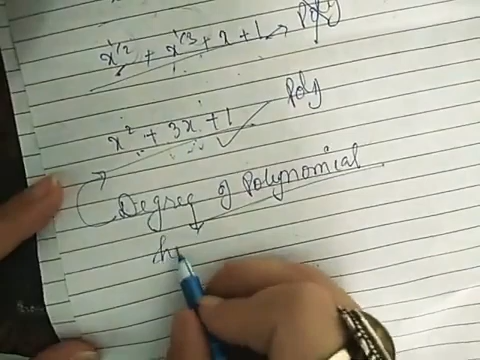 x^1/2 + x^1/3 + x + 1 → Poly
x² + 3x + 1 Poly
Degree of Polynomial